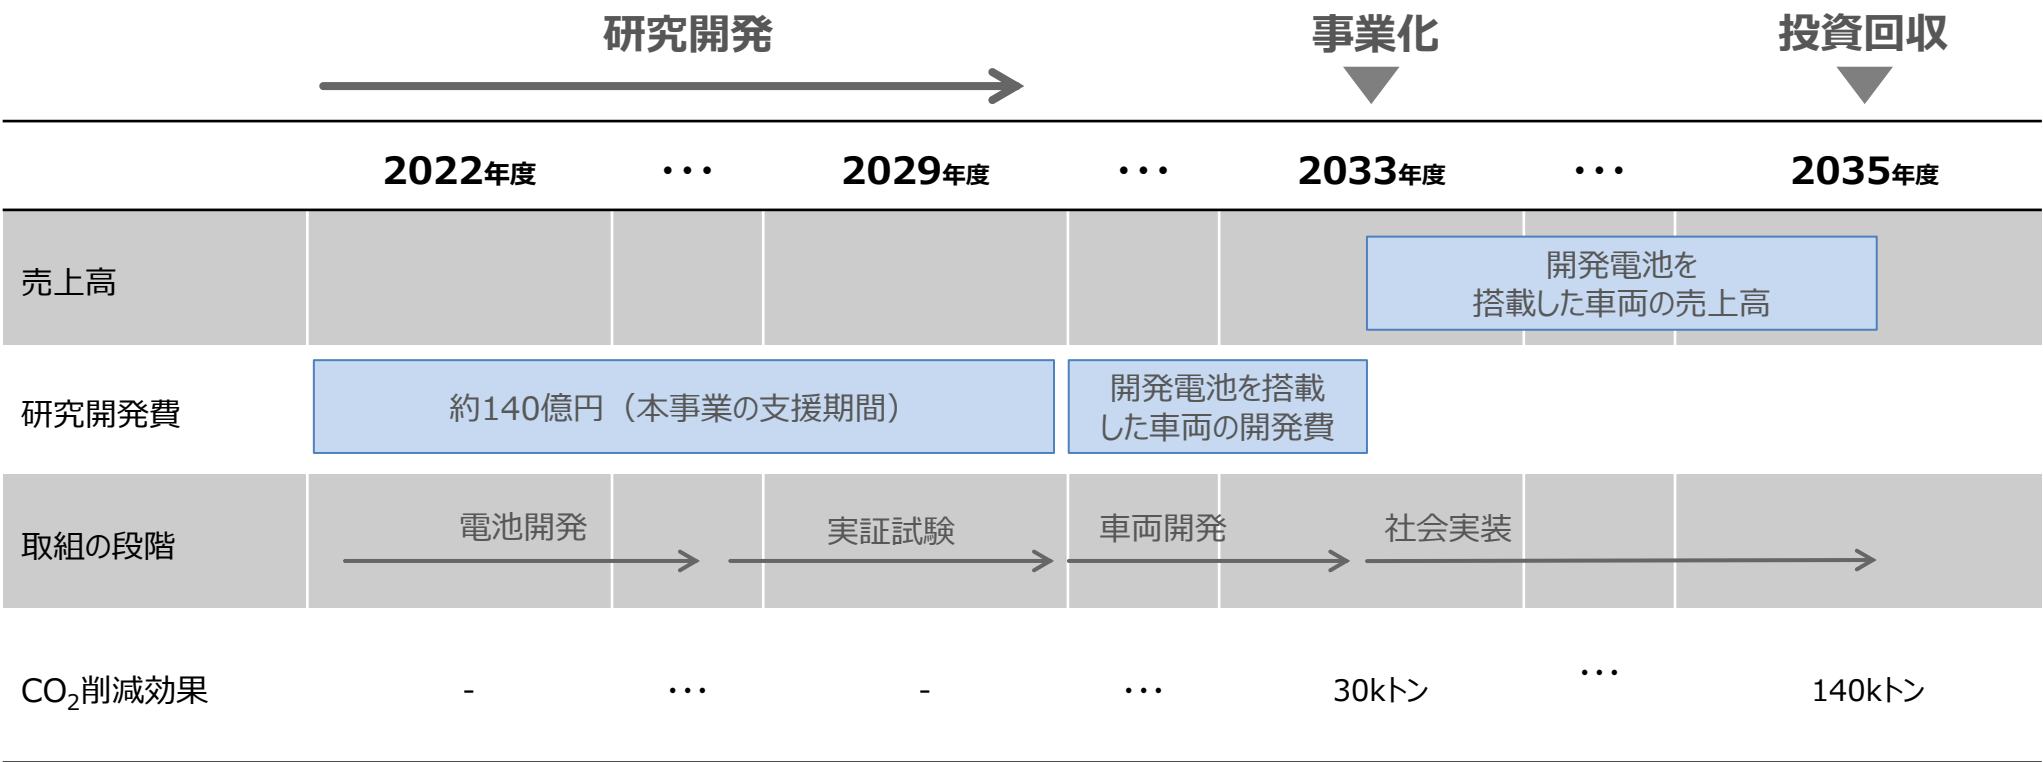 研究開発 事業化 投資回収
2022年度 ・・・ 2029年度 ・・・ 2033年度 ・・・ 2035年度
売上高
開発電池を
搭載した車両の売上高
研究開発費
約140億円（本事業の支援期間）
開発電池を搭載
した車両の開発費
取組の段階
電池開発 実証試験 車両開発 社会実装
CO2削減効果 - ・・・ - ・・・ 30kトン ・・・ 140kトン